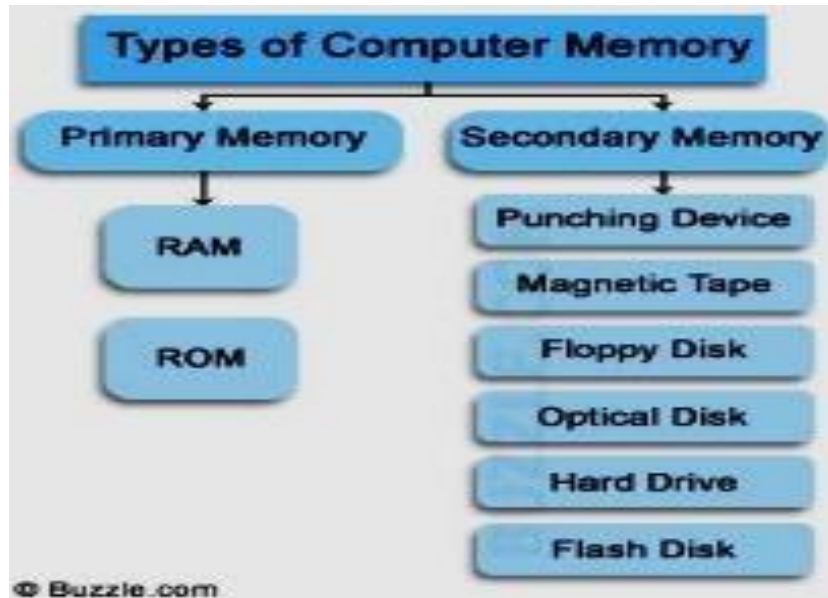 Types of Computer Memory
Primary Memory
RAM
ROM
Secondary Memory
Punching Device
Magnetic Tape
Floppy Disk
Optical Disk
Hard Drive
Flash Disk
© Buzzle.com